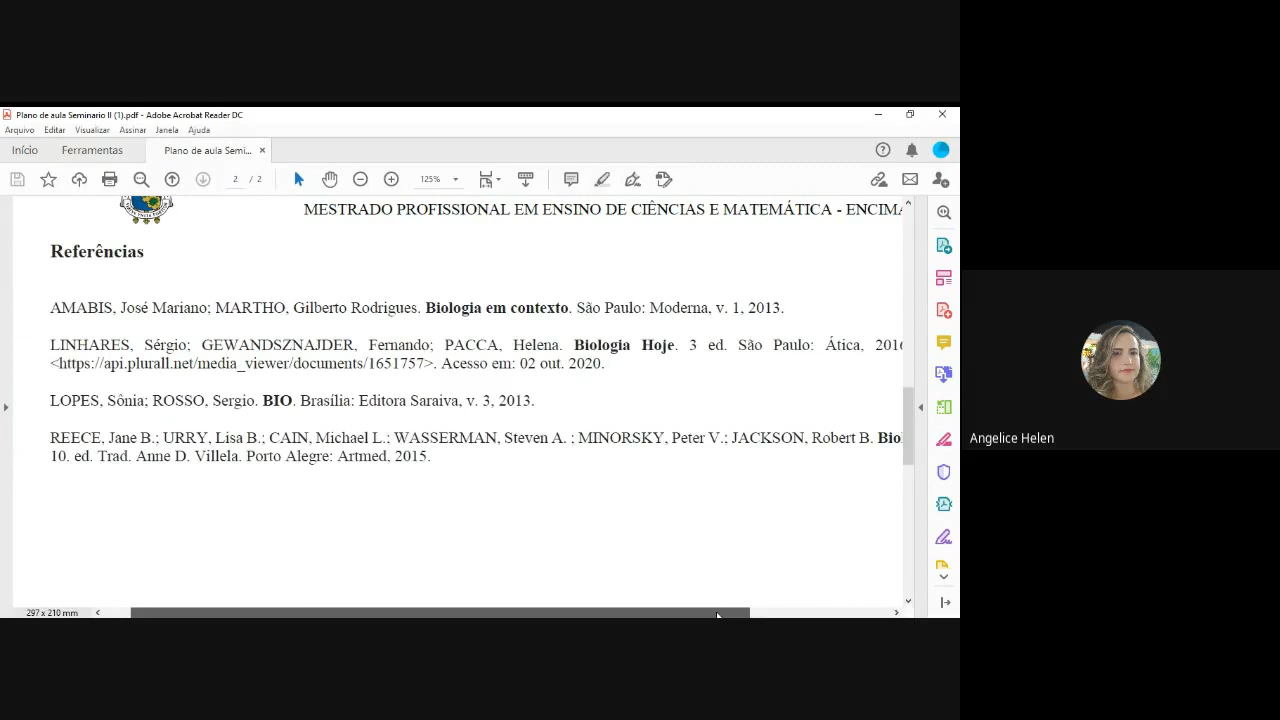 Plano de aula Seminario II (1).pdf - Adobe Acrobat Reader DC
Arquivo Editar Visualizar Assinar Janela Ajuda
Início Ferramentas Plano de aula Semi... ×
2 / 2 125%
MESTRADO PROFISSIONAL EM ENSINO DE CIÊNCIAS E MATEMÁTICA - ENCIMA
Referências
AMABIS, José Mariano; MARTHO, Gilberto Rodrigues. Biologia em contexto. São Paulo: Moderna, v. 1, 2013.
LINHARES, Sérgio; GEWANDSZNAJDER, Fernando; PACCA, Helena. Biologia Hoje. 3 ed. São Paulo: Ática, 2016
<https://api.plurall.net/media_viewer/documents/1651757>. Acesso em: 02 out. 2020.
LOPES, Sônia; ROSSO, Sergio. BIO. Brasília: Editora Saraiva, v. 3, 2013.
REECE, Jane B.; URRY, Lisa B.; CAIN, Michael L.; WASSERMAN, Steven A. ; MINORSKY, Peter V.; JACKSON, Robert B. Bio
10. ed. Trad. Anne D. Villela. Porto Alegre: Artmed, 2015.
297 x 210 mm
Angelice Helen